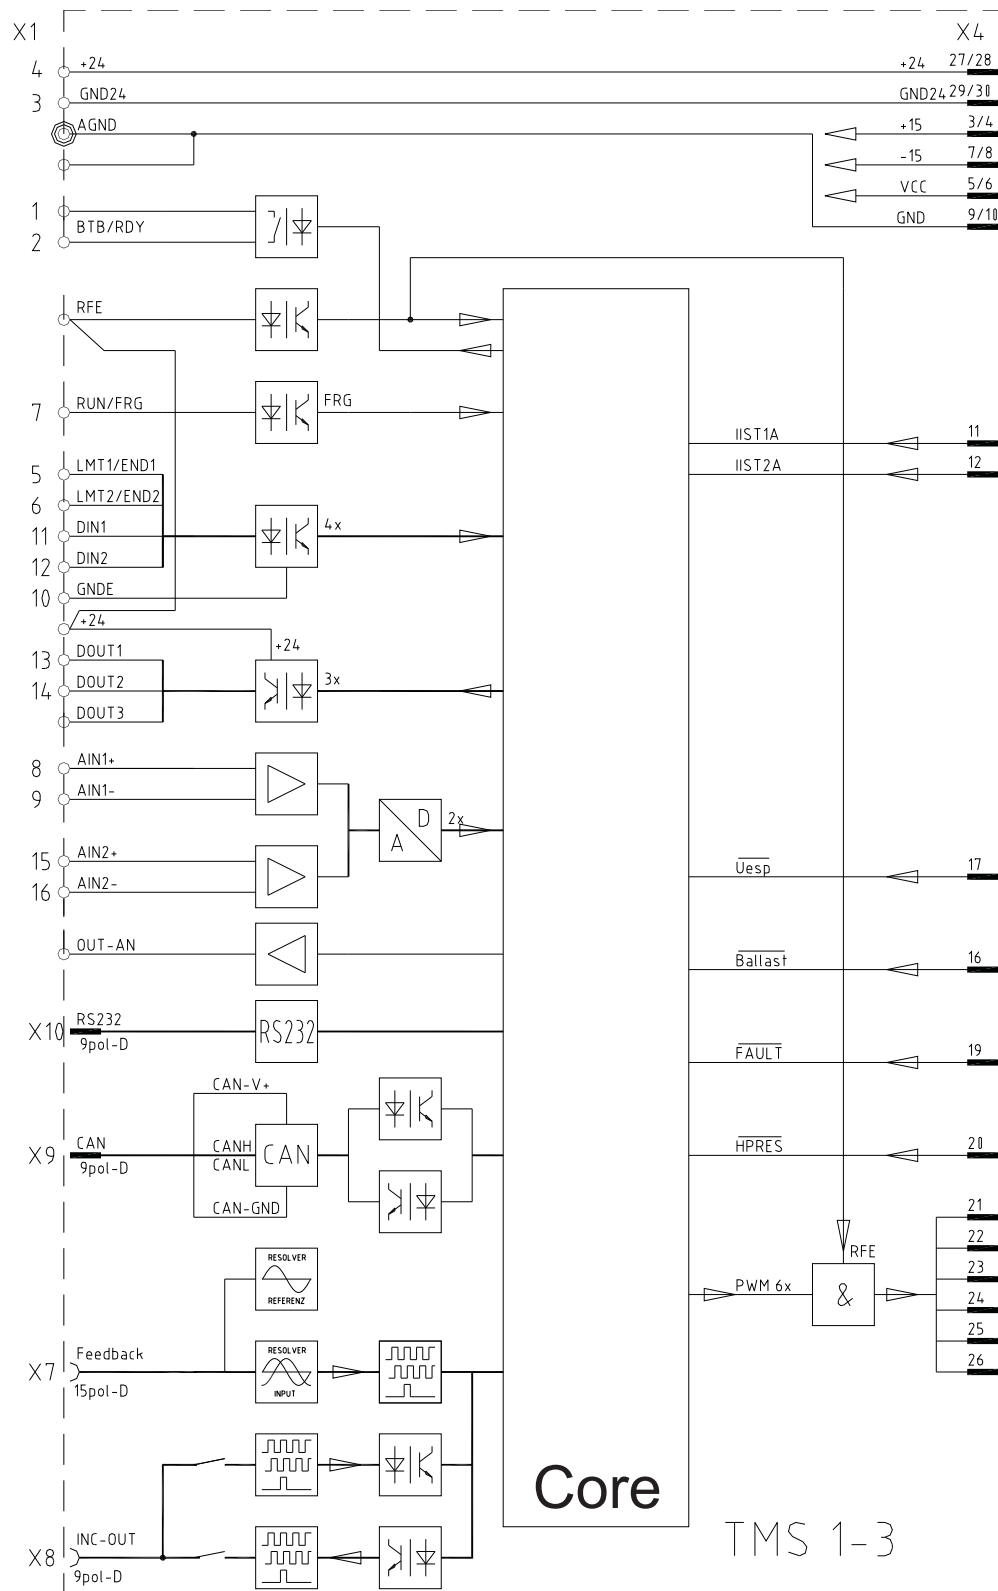 X1
X4
4 +24 +24 27/28
3 GND24 GND24 29/30
AGND +15 3/4
-15 7/8
VCC 5/6
GND 9/10
1
BTB/RDY
2
RFE
7 RUN/FRG FRG
IIST1A 11
IIST2A 12
5 LMT1/END1
6 LMT2/END2
11 DIN1 4x
12 DIN2
10 GNDE
+24
+24
13 DOUT1
14 DOUT2 3x
DOUT3
8 AIN1+
9 AIN1-
D
A
2x
15 AIN2+
16 AIN2-
Uesp 17
OUT-AN
Ballast 16
X10 RS232 RS232
9pol-D
FAULT 19
CAN-V+
X9 CAN CANH CAN
9pol-D CANL
CAN-GND
HPRES 20
21
22
23
24
25
26
RFE
PWM 6x &
RESOLVER
REFERENZ
X7 Feedback
15pol-D
RESOLVER
INPUT
Core
X8 INC-OUT
9pol-D
TMS 1-3